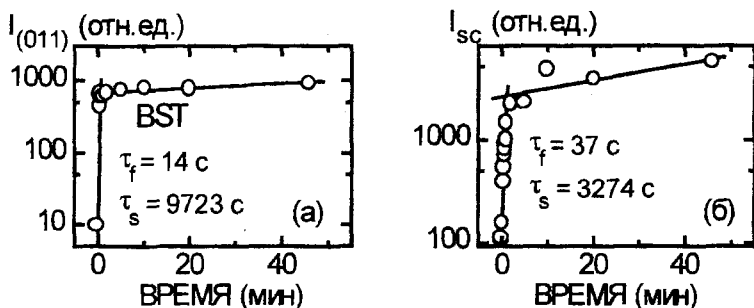 I(011) (отн.ед.)
1000
100
10
BST
τf = 14 с
τs = 9723 с
(а)
0 20 40
ВРЕМЯ (мин)
Isc (отн.ед.)
1000
100
τf = 37 с
τs = 3274 с
(б)
0 20 40
ВРЕМЯ (мин)